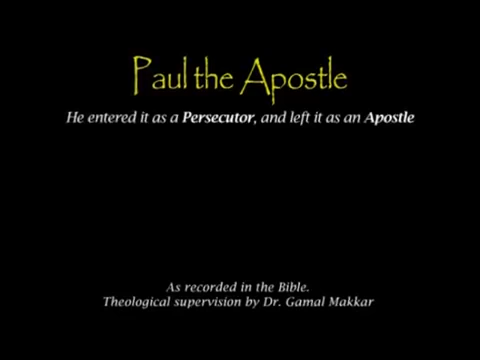 Paul the Apostle
He entered it as a Persecutor, and left it as an Apostle
As recorded in the Bible.
Theological supervision by Dr. Gamal Makkar